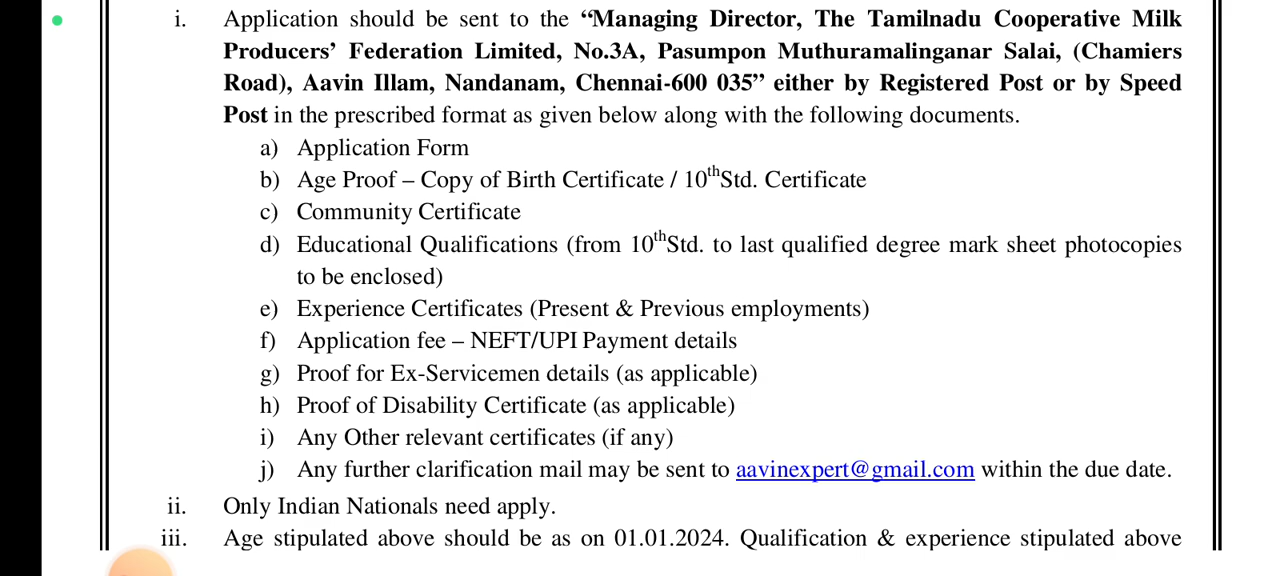 i. Application should be sent to the “Managing Director, The Tamilnadu Cooperative Milk
Producers’ Federation Limited, No.3A, Pasumpon Muthuramalinganar Salai, (Chamiers
Road), Aavin Illam, Nandanam, Chennai-600 035” either by Registered Post or by Speed
Post in the prescribed format as given below along with the following documents.
a) Application Form
b) Age Proof – Copy of Birth Certificate / 10thStd. Certificate
c) Community Certificate
d) Educational Qualifications (from 10thStd. to last qualified degree mark sheet photocopies
to be enclosed)
e) Experience Certificates (Present & Previous employments)
f) Application fee – NEFT/UPI Payment details
g) Proof for Ex-Servicemen details (as applicable)
h) Proof of Disability Certificate (as applicable)
i) Any Other relevant certificates (if any)
j) Any further clarification mail may be sent to aavinexpert@gmail.com within the due date.
ii. Only Indian Nationals need apply.
iii. Age stipulated above should be as on 01.01.2024. Qualification & experience stipulated above